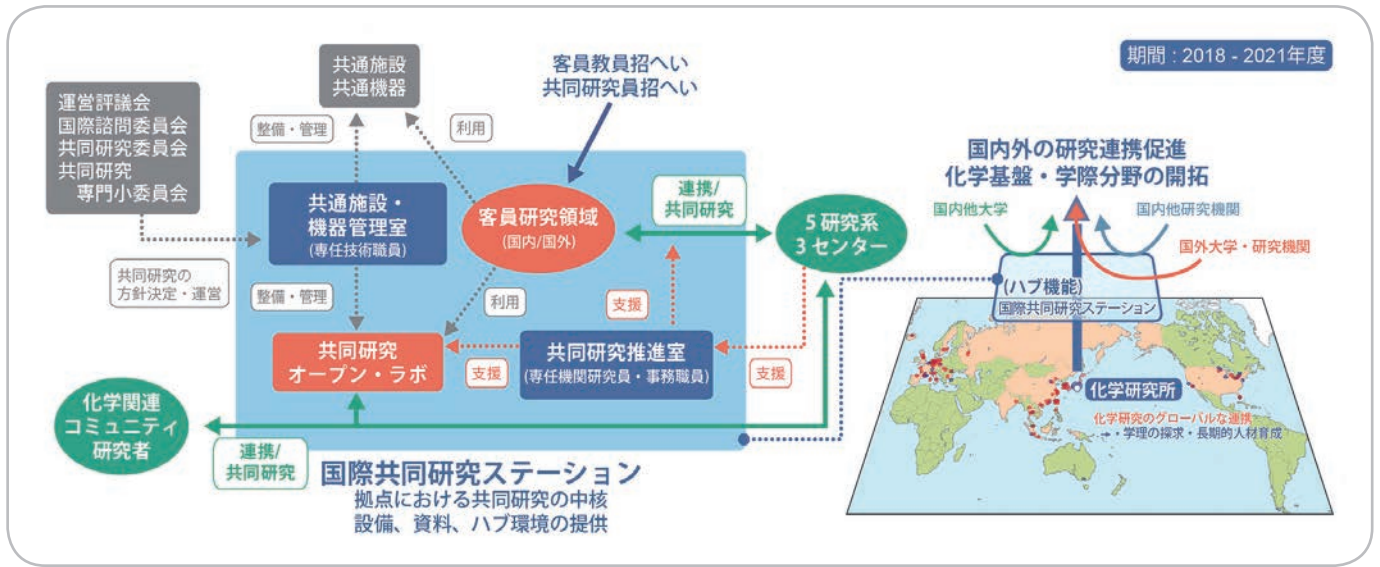 期間 : 2018 - 2021年度
共通施設
共通機器
客員教員招へい
共同研究員招へい
運営評議会
国際諮問委員会
共同研究委員会
共同研究
専門小委員会
整備・管理
利用
国内外の研究連携促進
化学基盤・学際分野の開拓
国内他大学
国内他研究機関
国外大学・研究機関
共通施設・
機器管理室
(専任技術職員)
客員研究領域
(国内/国外)
連携/
共同研究
5研究系
3センター
共同研究の
方針決定・運営
整備・管理
利用
支援
(ハブ機能)
国際共同研究ステーション
共同研究
オープン・ラボ
支援
共同研究推進室
(専任機関研究員・事務職員)
支援
化学研究所
化学研究のグローバルな連携
→・学理の探求・長期的人材育成
化学関連
コミュニティ
研究者
連携/
共同研究
国際共同研究ステーション
拠点における共同研究の中核
設備、資料、ハブ環境の提供